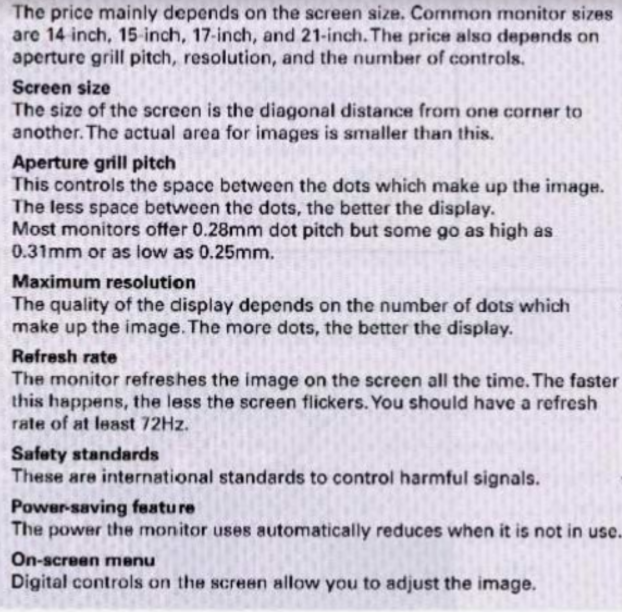 The price mainly depends on the screen size. Common monitor sizes
are 14-inch, 15-inch, 17-inch, and 21-inch. The price also depends on
aperture grill pitch, resolution, and the number of controls.
Screen size
The size of the screen is the diagonal distance from one corner to
another. The actual area for images is smaller than this.
Aperture grill pitch
This controls the space between the dots which make up the image.
The less space between the dots, the better the display.
Most monitors offer 0.28mm dot pitch but some go as high as
0.31mm or as low as 0.25mm.
Maximum resolution
The quality of the display depends on the number of dots which
make up the image. The more dots, the better the display.
Refresh rate
The monitor refreshes the image on the screen all the time. The faster
this happens, the less the screen flickers. You should have a refresh
rate of at least 72Hz.
Safety standards
These are international standards to control harmful signals.
Power-saving feature
The power the monitor uses automatically reduces when it is not in use.
On-screen menu
Digital controls on the screen allow you to adjust the image.